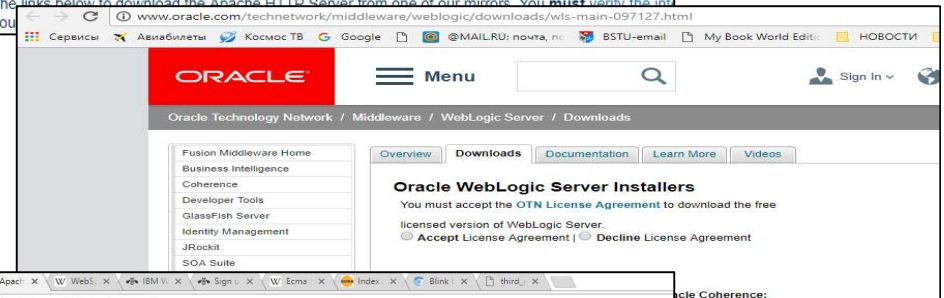 the links below to download the Apache HTTP Server from one of our mirrors. You must verify the int
ou
www.oracle.com/technetwork/middleware/weblogic/downloads/wls-main-097127.html
Сервисы Авиабилеты Космос ТВ Google @MAIL.RU: почта, по BSTU-email My Book World Editic НОВОСТИ
ORACLE Menu Sign In
Oracle Technology Network / Middleware / WebLogic Server / Downloads
Fusion Middleware Home
Business Intelligence
Coherence
Developer Tools
GlassFish Server
Identity Management
JRockit
SOA Suite
Overview Downloads Documentation Learn More Videos
Oracle WebLogic Server Installers
You must accept the OTN License Agreement to download the free
licensed version of WebLogic Server.
Accept License Agreement | Decline License Agreement
Apach WebS IBM W Sign u Ecma Index Blink third_
cle Coherence: